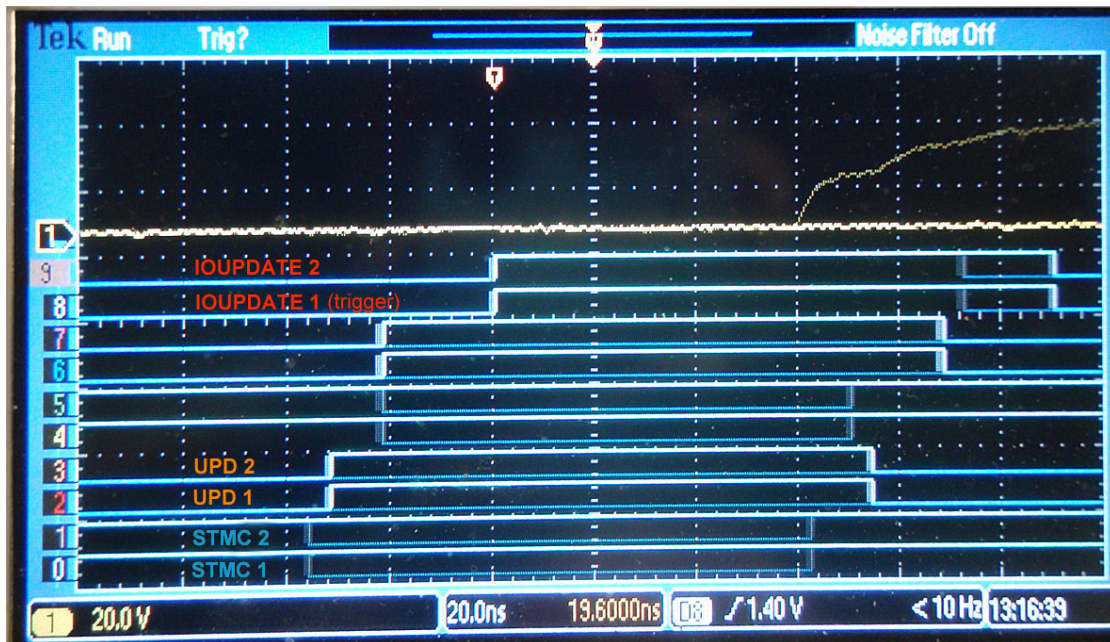 Tek Run Trig? Noise Filter Off
T
1
9 IOUPDATE 2
8 IOUPDATE 1 (trigger)
7
6
5
4
3 UPD 2
2 UPD 1
1 STMC 2
0 STMC 1
1 20.0 V 20.0ns 19.6000ns D8 1.40 V < 10 Hz 13:16:39